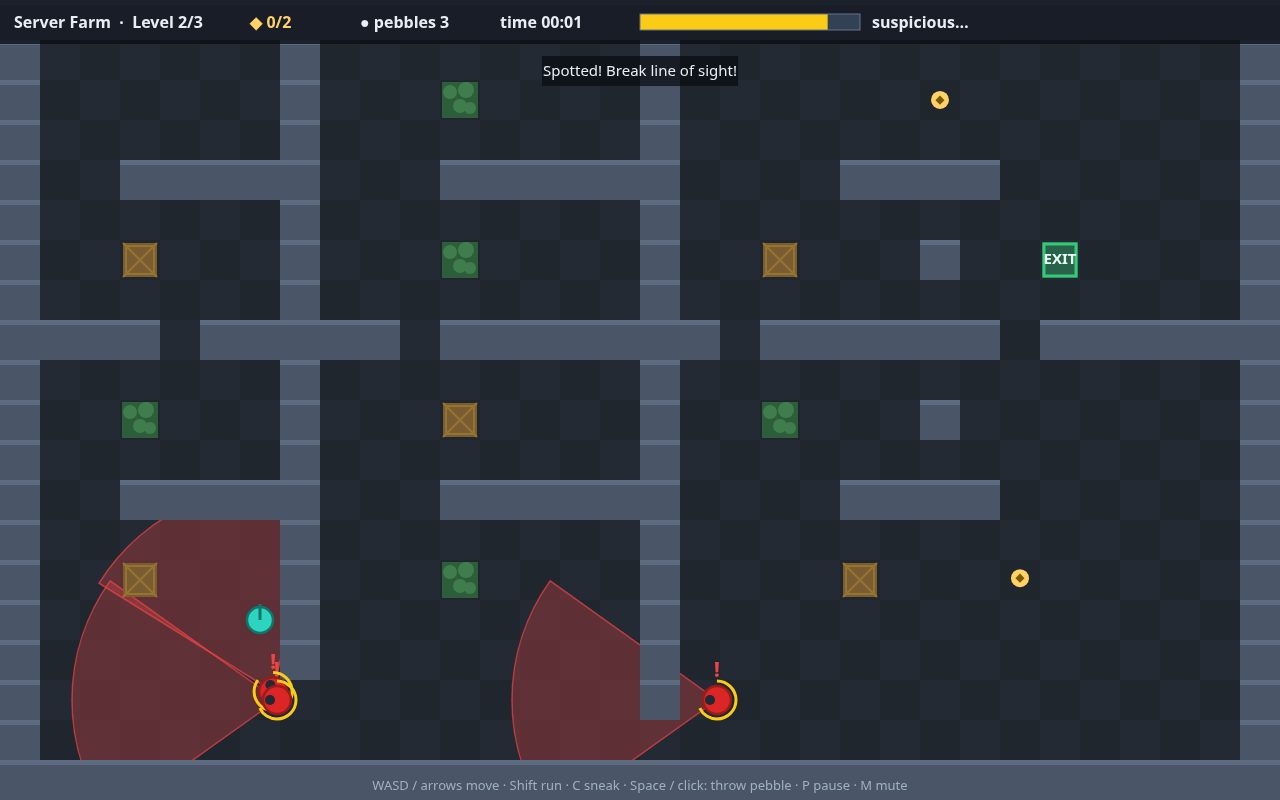 Server Farm · Level 2/3
◆ 0/2
● pebbles 3
time 00:01
suspicious...
Spotted! Break line of sight!
EXIT
!
!
!
WASD / arrows move · Shift run · C sneak · Space / click: throw pebble · P pause · M mute